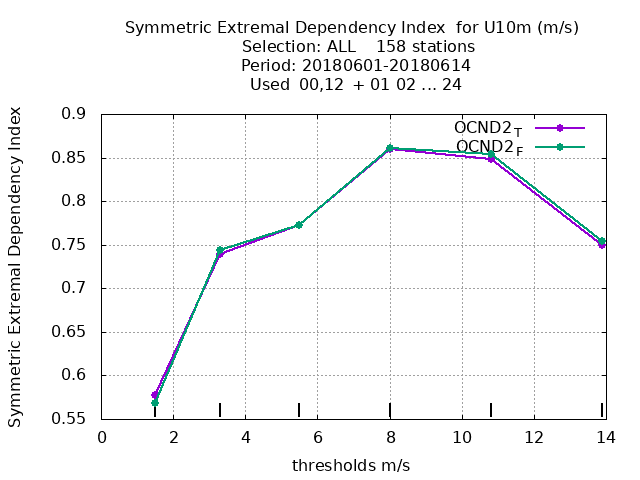 Symmetric Extremal Dependency Index  for U10m (m/s)
Selection: ALL    158 stations
Period: 20180601-20180614
Used  00,12  + 01 02 ... 24
Symmetric Extremal Dependency Index
0.9
0.85
0.8
0.75
0.7
0.65
0.6
0.55
OCND2T
OCND2F
0 2 4 6 8 10 12 14
thresholds m/s